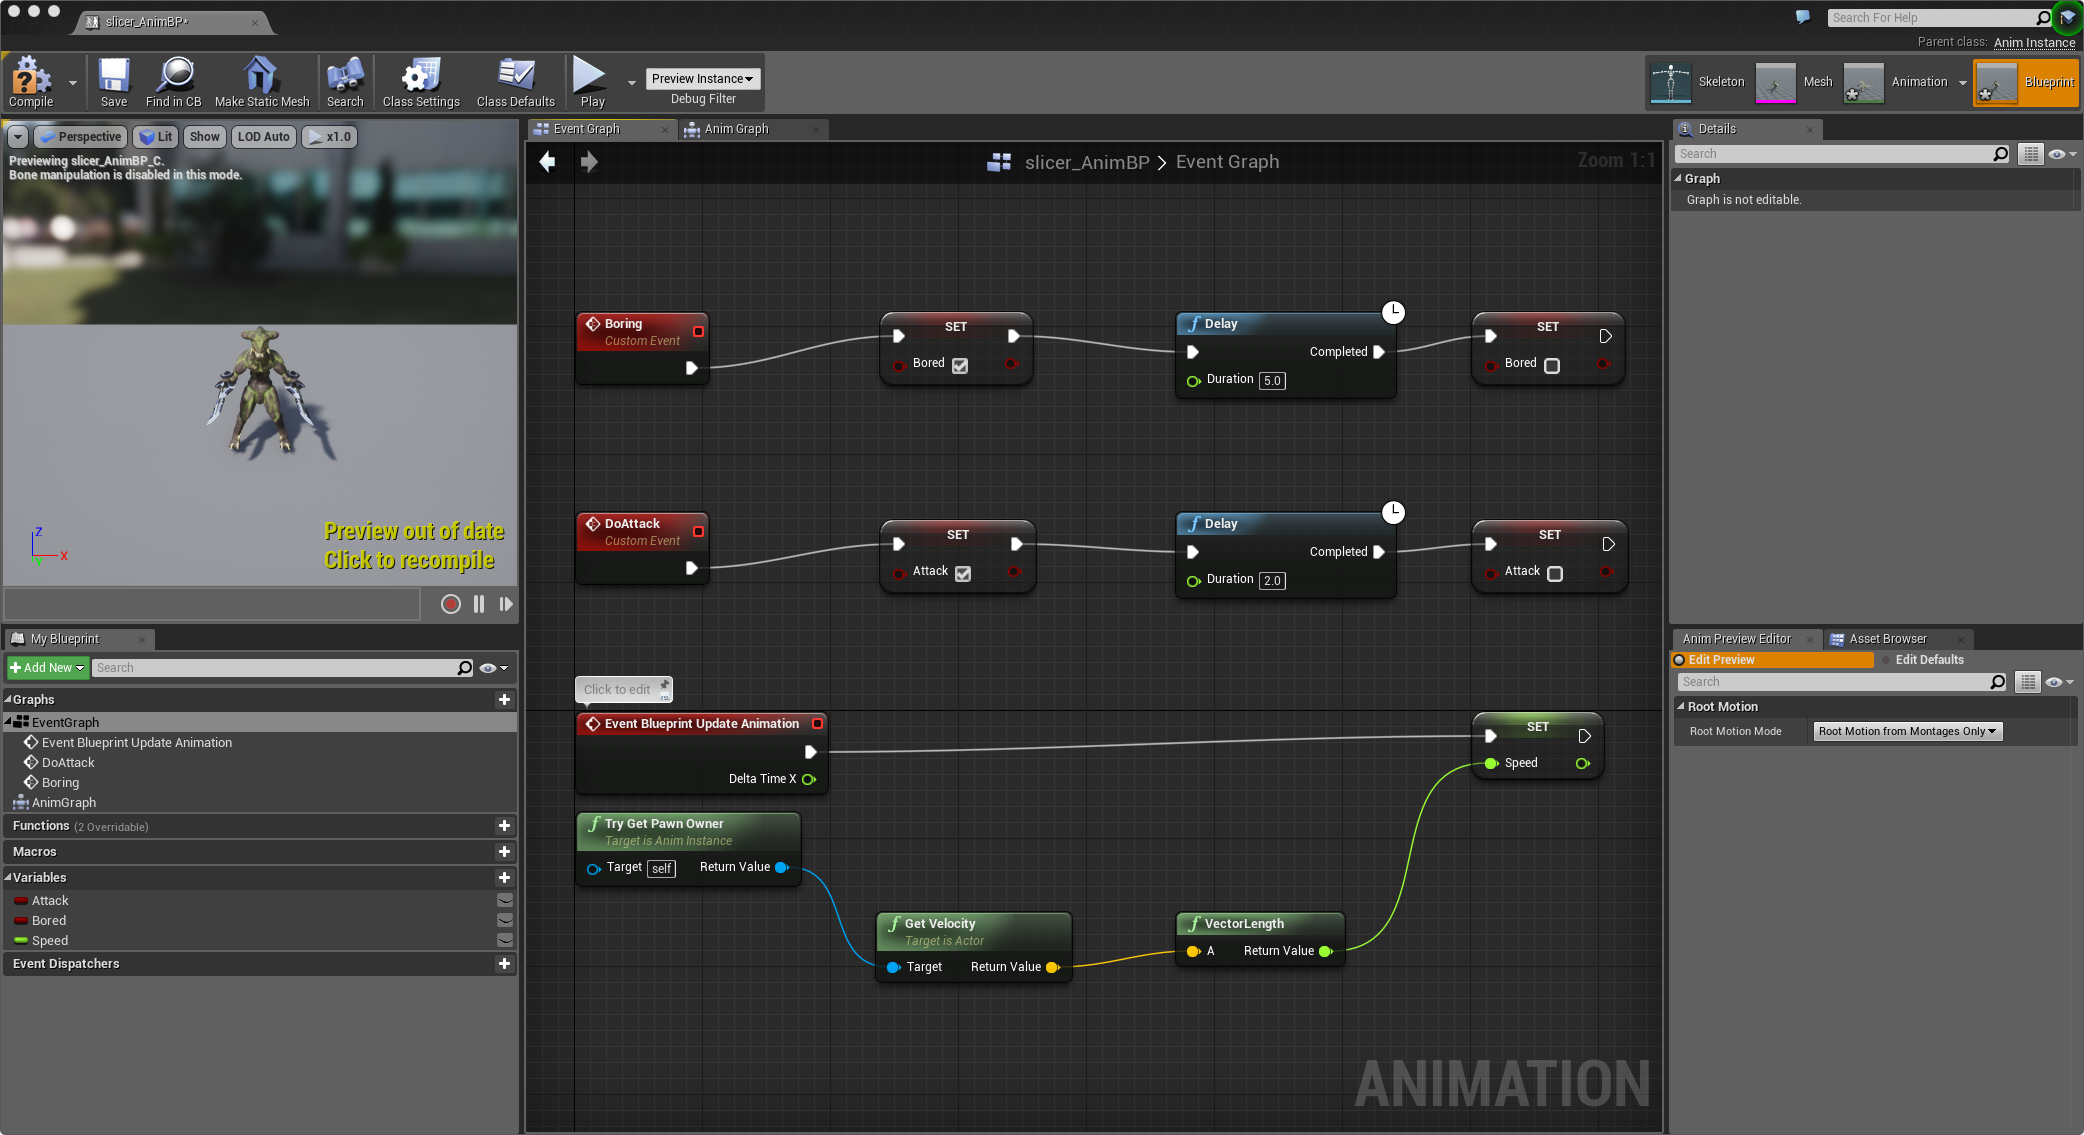 slicer_AnimBP*
Search For Help
Parent class: Anim Instance
Compile
Save
Find in CB
Make Static Mesh
Search
Class Settings
Class Defaults
Play
Preview Instance
Debug Filter
Skeleton
Mesh
Animation
Blueprint
Perspective
Lit
Show
LOD Auto
x1.0
Previewing slicer_AnimBP_C.
Bone manipulation is disabled in this mode.
Z
X
Y
Preview out of date
Click to recompile
My Blueprint
Add New
Search
Graphs
EventGraph
Event Blueprint Update Animation
DoAttack
Boring
AnimGraph
Functions (2 Overridable)
Macros
Variables
Attack
Bored
Speed
Event Dispatchers
Event Graph
Anim Graph
slicer_AnimBP > Event Graph
Zoom 1:1
Boring
Custom Event
SET
Bored
Delay
Completed
Duration 5.0
SET
Bored
DoAttack
Custom Event
SET
Attack
Delay
Completed
Duration 2.0
SET
Attack
Click to edit
Event Blueprint Update Animation
Delta Time X
SET
Speed
Try Get Pawn Owner
Target is Anim Instance
Target self Return Value
Get Velocity
Target is Actor
Target Return Value
VectorLength
A Return Value
ANIMATION
Details
Search
Graph
Graph is not editable.
Anim Preview Editor
Asset Browser
Edit Preview
Edit Defaults
Search
Root Motion
Root Motion Mode
Root Motion from Montages Only